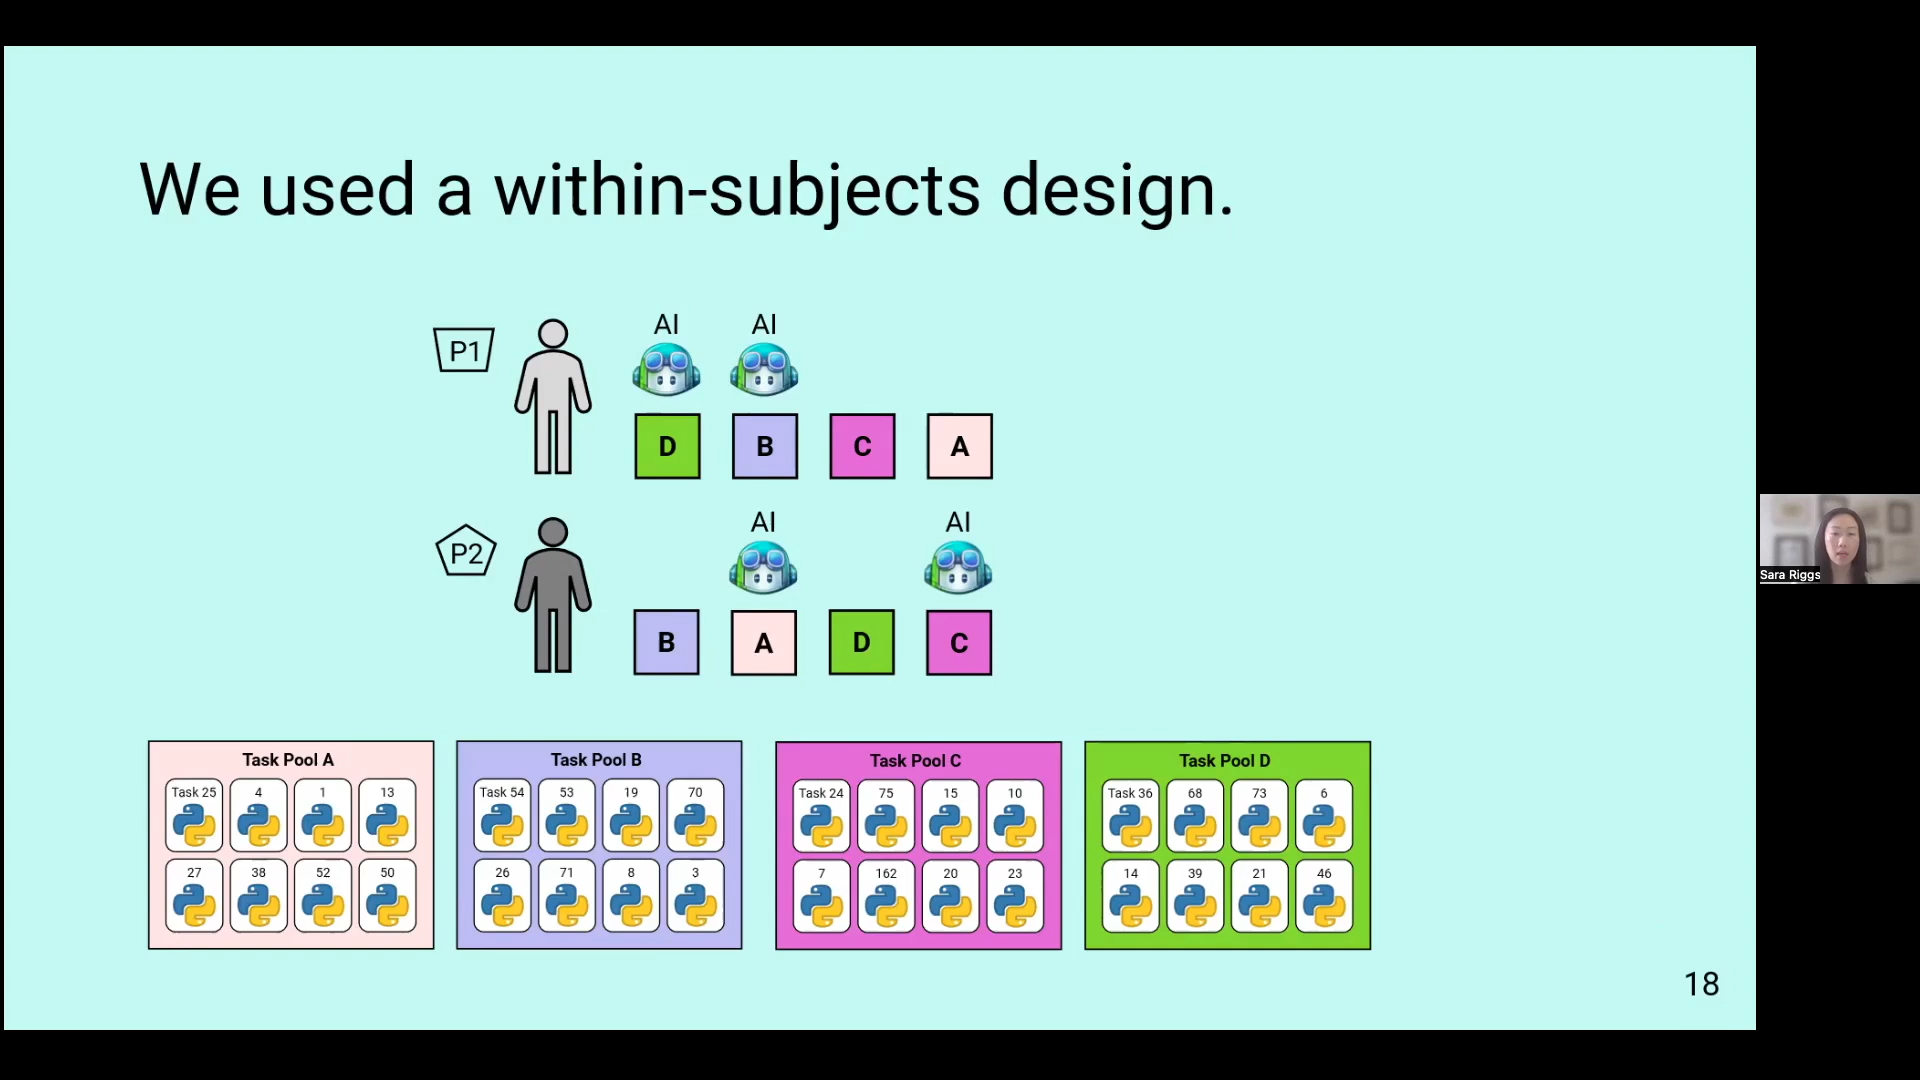 We used a within-subjects design.
AI AI
P1
D B C A
AI AI
P2
B A D C
Task Pool A
Task 25 4 1 13
27 38 52 50
Task Pool B
Task 54 53 19 70
26 71 8 3
Task Pool C
Task 24 75 15 10
7 162 20 23
Task Pool D
Task 36 68 73 6
14 39 21 46
18
Sara Riggs